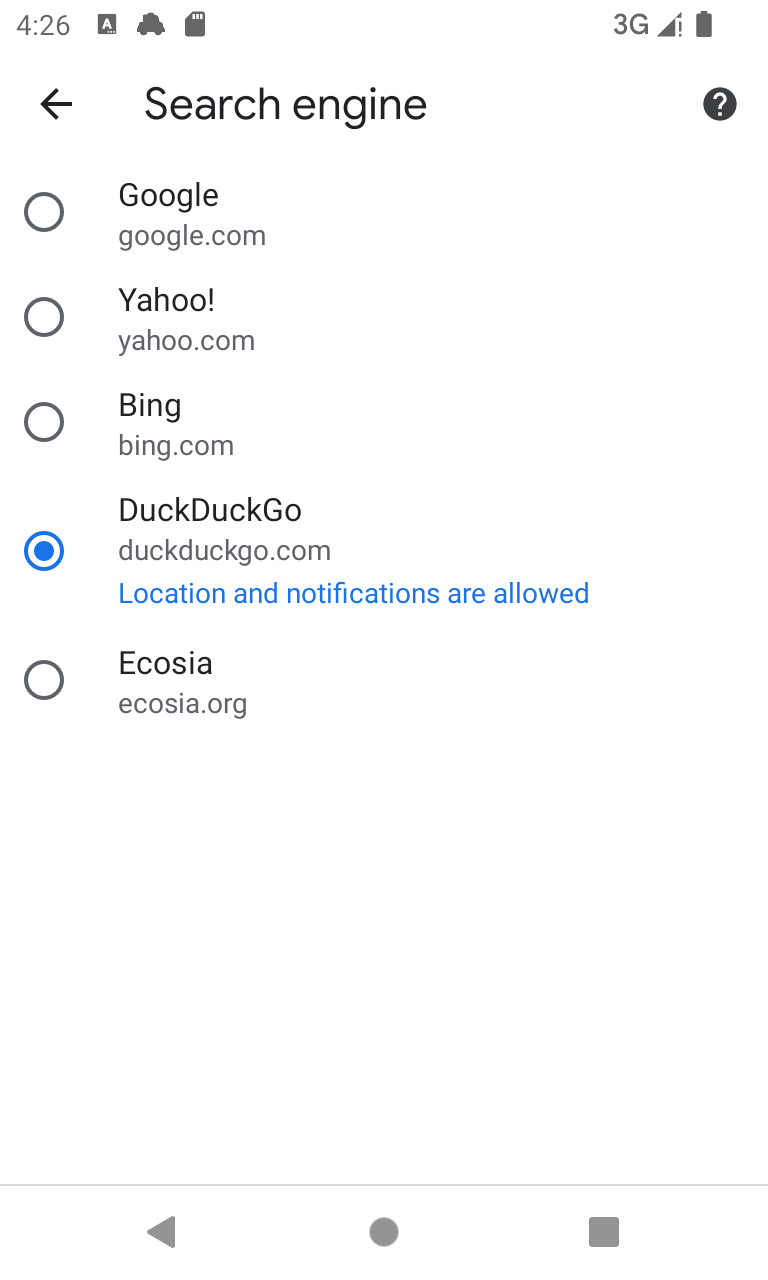 4:26
3G
Search engine
Google
google.com
Yahoo!
yahoo.com
Bing
bing.com
DuckDuckGo
duckduckgo.com
Location and notifications are allowed
Ecosia
ecosia.org